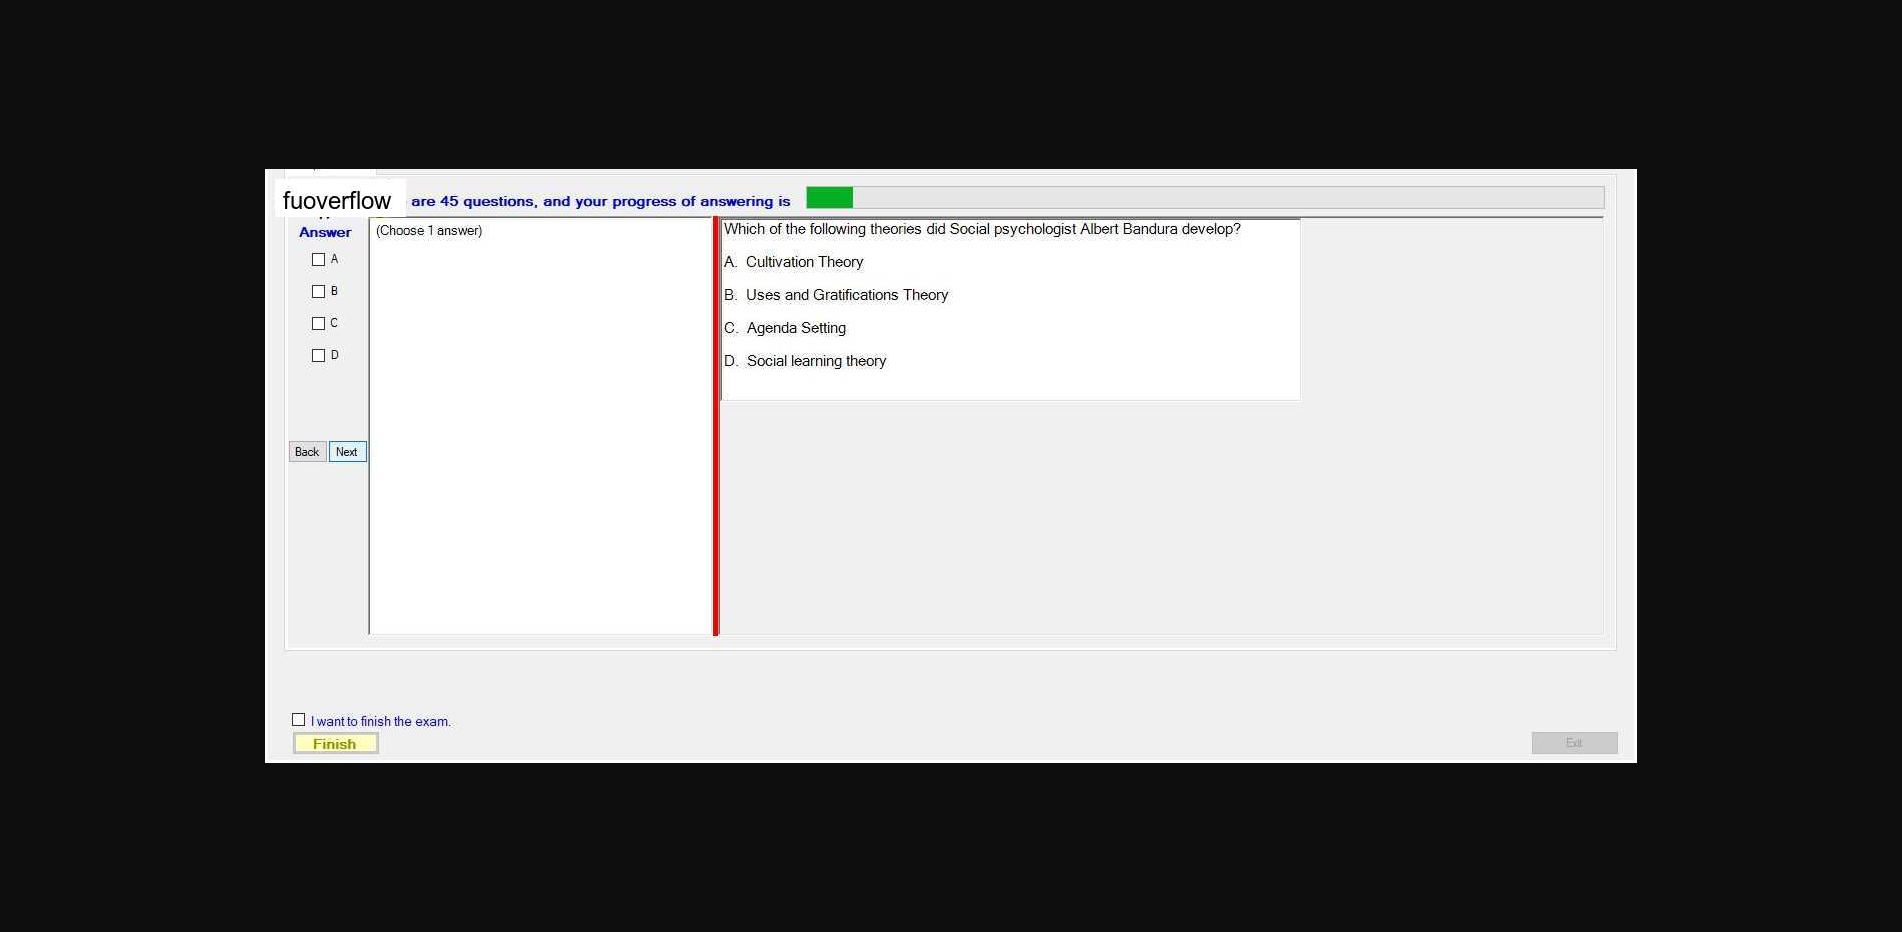 fuoverflow are 45 questions, and your progress of answering is
Answer
(Choose 1 answer)
A
B
C
D
Back Next
Which of the following theories did Social psychologist Albert Bandura develop?
A. Cultivation Theory
B. Uses and Gratifications Theory
C. Agenda Setting
D. Social learning theory
I want to finish the exam.
Finish
Exit